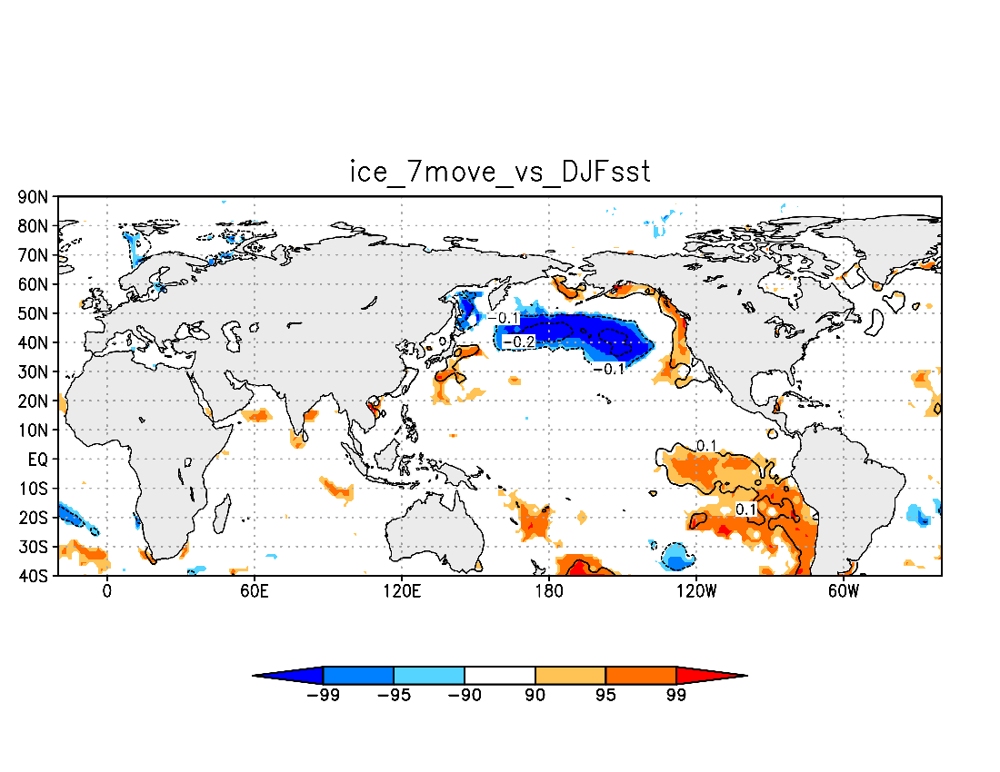 ice_7move_vs_DJFsst
90N
80N
70N
60N
50N
40N
30N
20N
10N
EQ
10S
20S
30S
40S
−0.1
−0.2
−0.1
0.1
0.1
0 60E 120E 180 120W 60W
−99 −95 −90 90 95 99